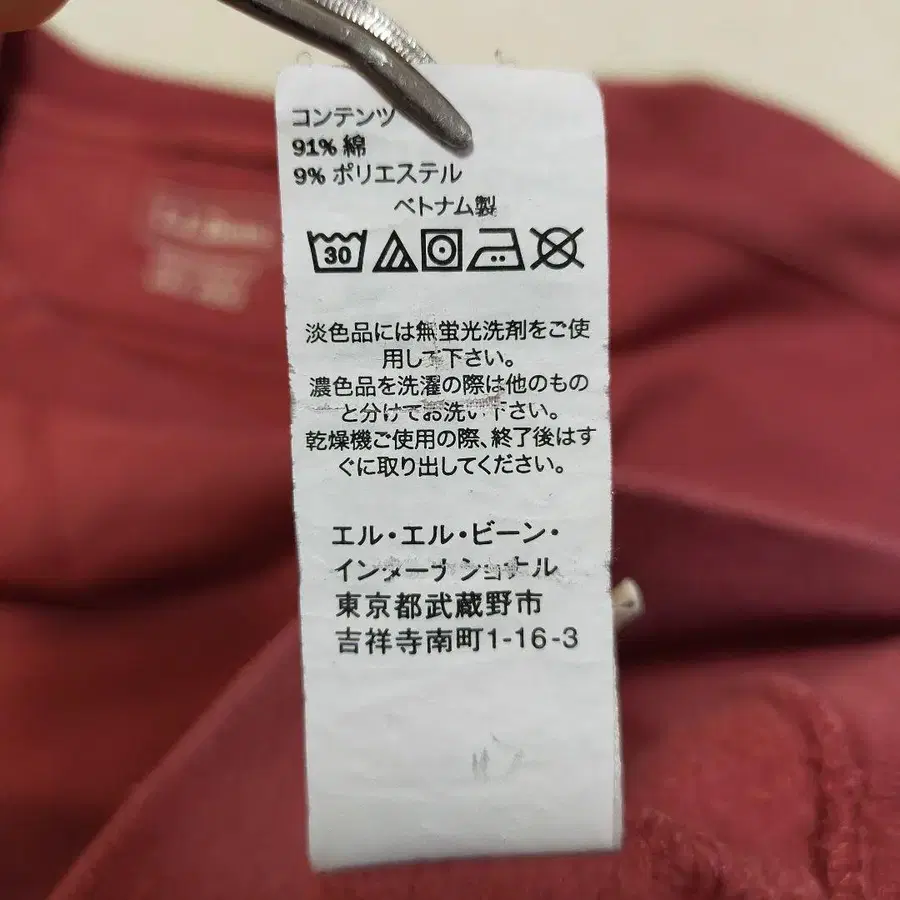 コンテンツ
91% 綿
9% ポリエステル
ベトナム製
30
淡色品には無蛍光洗剤をご使
用して下さい。
濃色品を洗濯の際は他のもの
と分けてお洗い下さい。
乾燥機ご使用の際、終了後はす
ぐに取り出してください。
エル・エル・ビーン・
インターナショナル
東京都武蔵野市
吉祥寺南町1-16-3